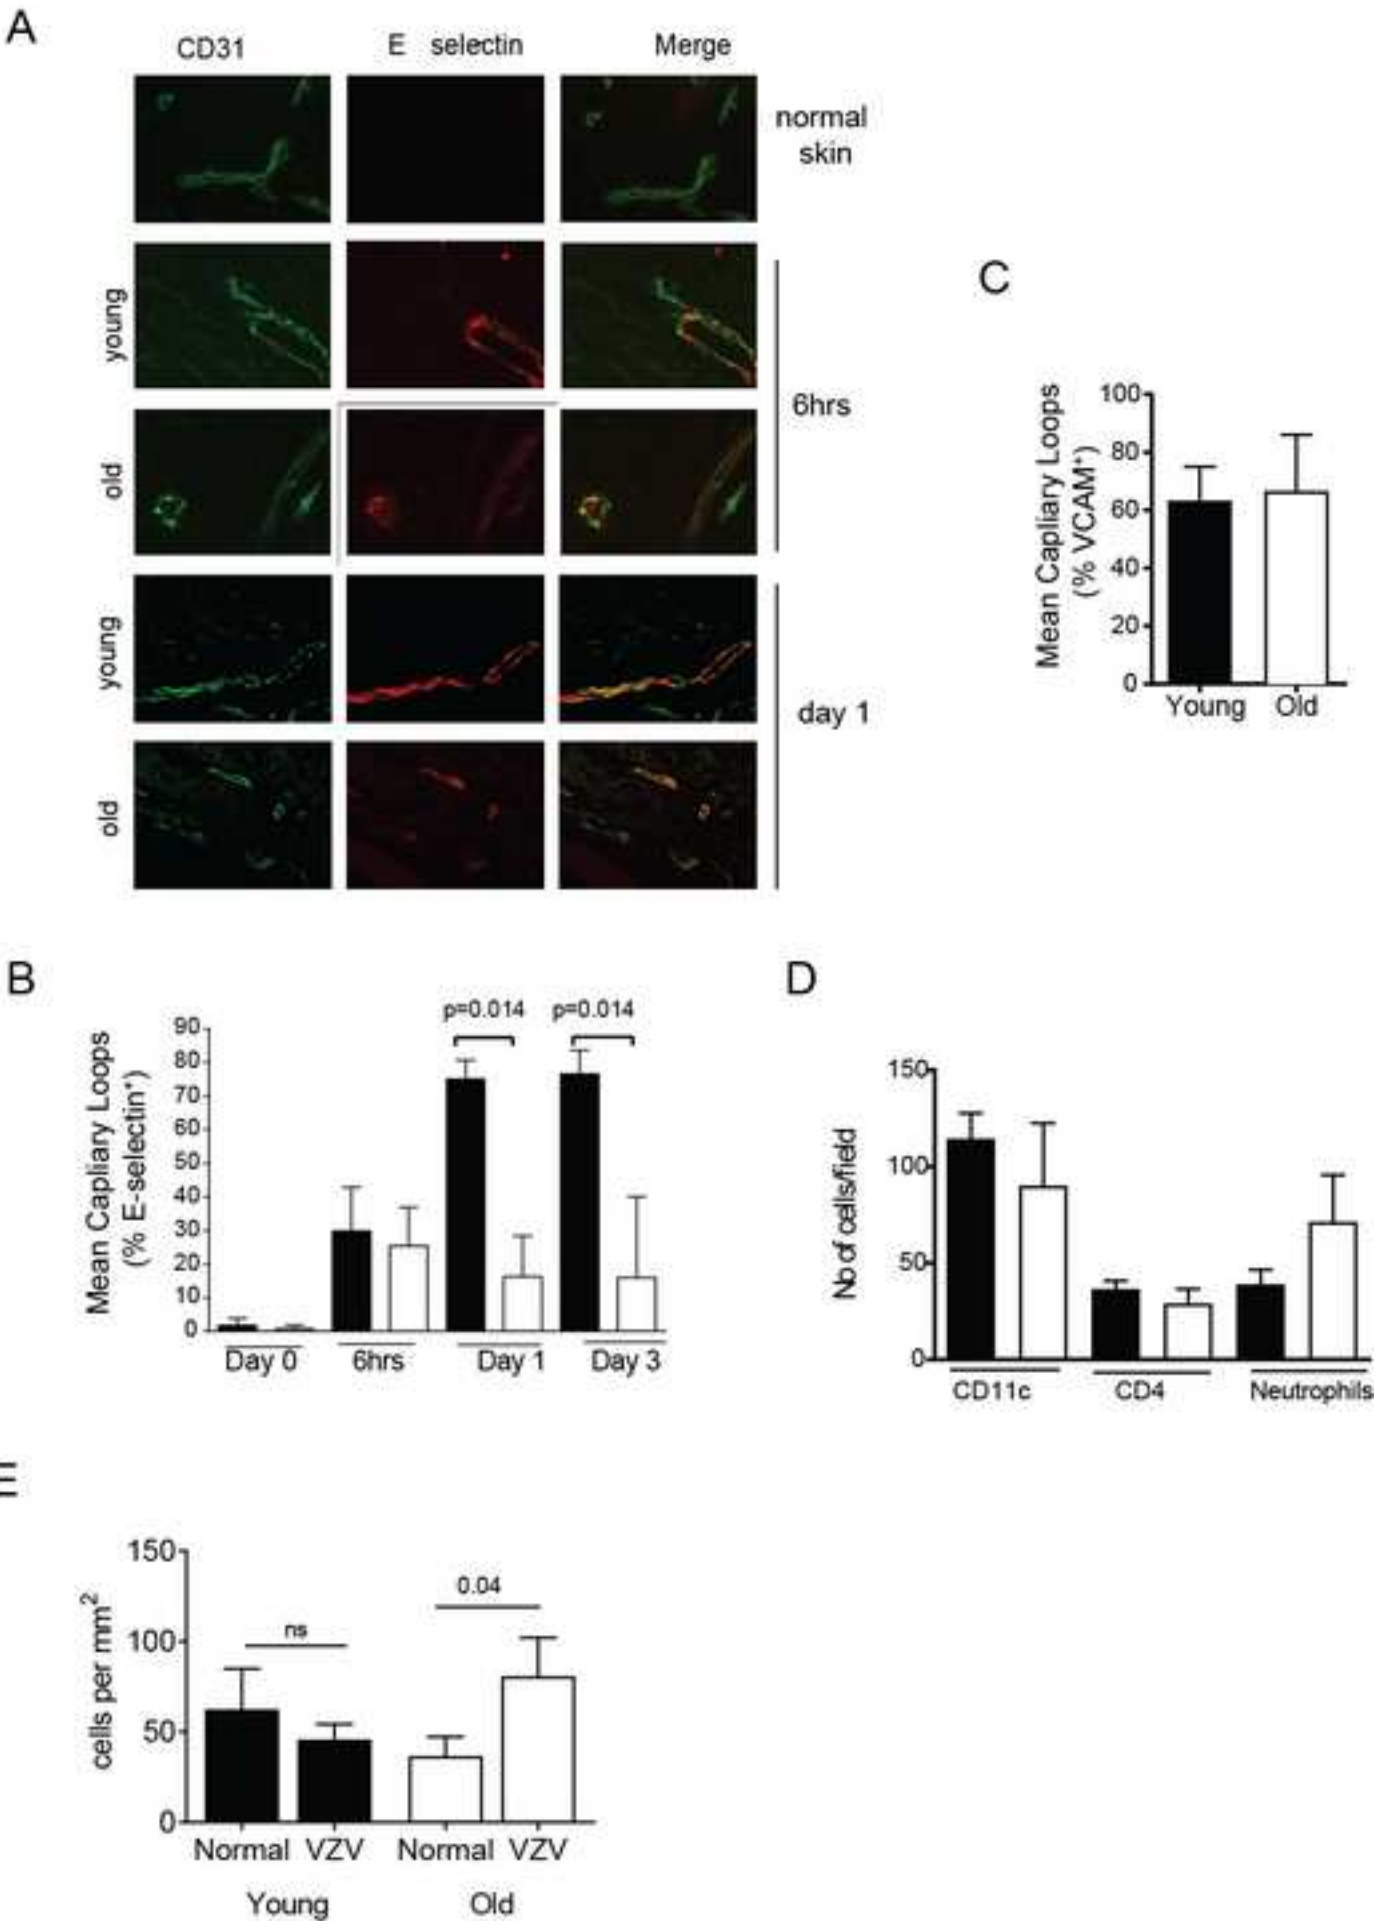 A
CD31
E selectin
Merge
normal
skin
young
old
6hrs
young
old
day 1
C
Mean Capliary Loops
(% VCAM+)
100
80
60
40
20
0
Young Old
B
Mean Capliary Loops
(% E-selectin+)
90
80
70
60
50
40
30
20
10
0
p=0.014 p=0.014
Day 0 6hrs Day 1 Day 3
D
No of cells/field
150
100
50
0
CD11c CD4 Neutrophils
E
cells per mm²
150
100
50
0
ns
0.04
Normal VZV Normal VZV
Young Old